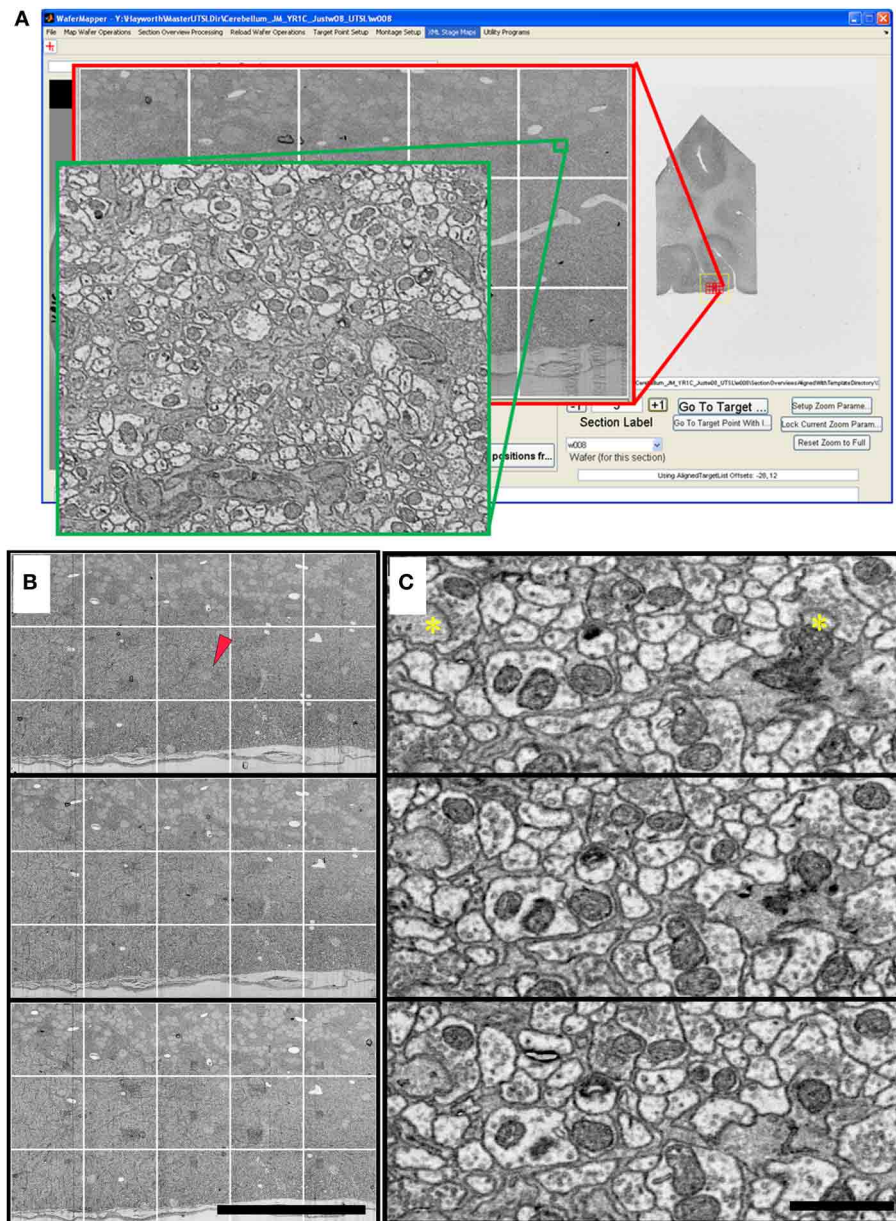 A
WaferMapper - Y:\Hayworth\MasterUTSLDir\Cerebellum_JM_YR1C_Justw08_UTSL\w008
File Map Wafer Operations Section Overview Processing Reload Wafer Operations Target Point Setup Montage Setup XML Stage Maps Utility Programs
Cerebellum_JM_YR1C_Justw08_UTSL\w008\SectionOverviewsAlignedWithTemplateDirectory\
+1
Go To Target ...
Setup Zoom Parame...
Section Label
Go To Target Point With I...
Lock Current Zoom Param...
w008
Reset Zoom to Full
positions fr...
Wafer (for this section)
Using AlignedTargetList Offsets: -28, 12
B
C